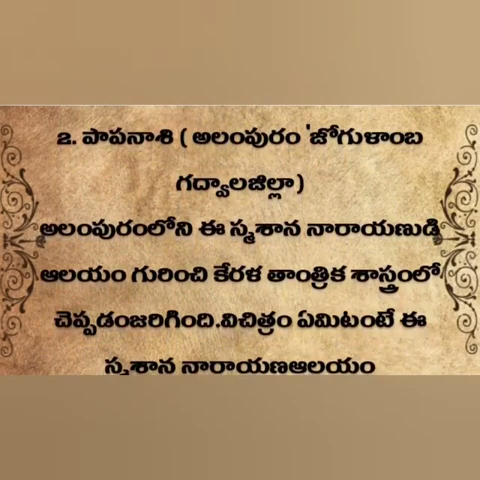 2. పాపనాశి ( అలంపురం 'జోగుళాంబ
గద్వాలజిల్లా )
అలంపురంలోని ఈ స్మశాన నారాయణుడి
ఆలయం గురించి కేరళ తాంత్రిక శాస్త్రంలో
చెప్పడంజరిగింది.విచిత్రం ఏమిటంటే ఈ
స్మశాన నారాయణఆలయం